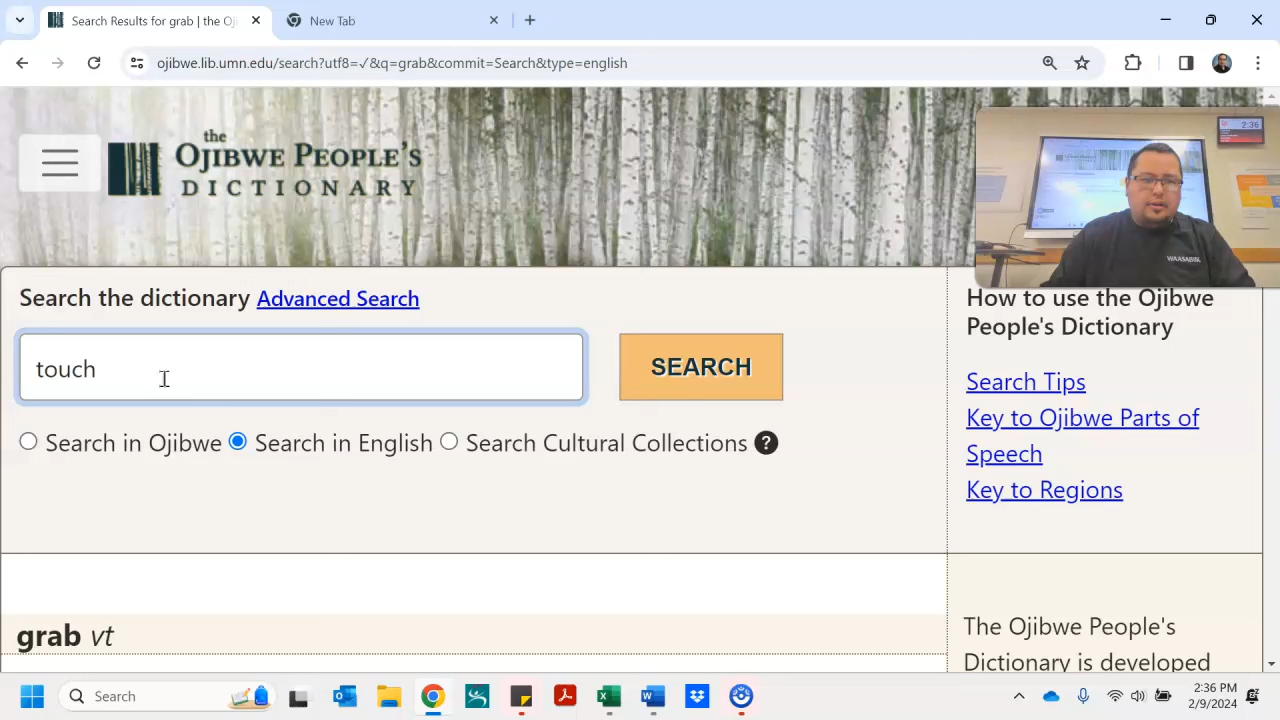 Search Results for grab | the Oj
New Tab
ojibwe.lib.umn.edu/search?utf8=✓&q=grab&commit=Search&type=english
the
OJIBWE PEOPLE'S
DICTIONARY
2:36
WAASABIIK
Search the dictionary Advanced Search
touch
SEARCH
Search in Ojibwe Search in English Search Cultural Collections ?
How to use the Ojibwe
People's Dictionary
Search Tips
Key to Ojibwe Parts of
Speech
Key to Regions
grab vt
The Ojibwe People's
Dictionary is developed
Search
2:36 PM
2/9/2024